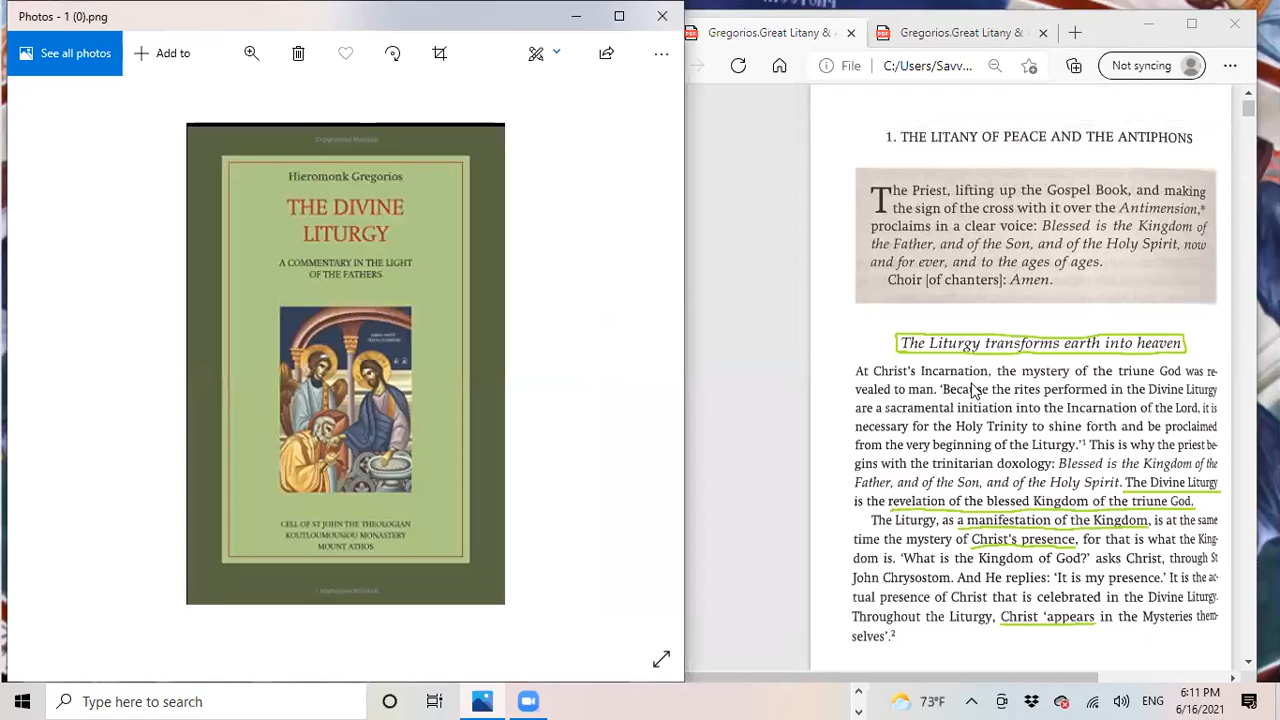 Photos - 1 (0).png
See all photos
Add to
Hieromonk Gregorios
THE DIVINE
LITURGY
A COMMENTARY IN THE LIGHT
OF THE FATHERS
CELL OF ST JOHN THE THEOLOGIAN
KOUTLOUMOUSIOU MONASTERY
MOUNT ATHOS
Gregorios.Great Litany &
Gregorios.Great Litany &
File
C:/Users/Savv...
Not syncing
1. THE LITANY OF PEACE AND THE ANTIPHONS
The Priest, lifting up the Gospel Book, and making
the sign of the cross with it over the Antimension,*
proclaims in a clear voice: Blessed is the Kingdom of
the Father, and of the Son, and of the Holy Spirit, now
and for ever, and to the ages of ages.
Choir [of chanters]: Amen.
The Liturgy transforms earth into heaven
At Christ's Incarnation, the mystery of the triune God was re-
vealed to man. 'Because the rites performed in the Divine Liturgy
are a sacramental initiation into the Incarnation of the Lord, it is
necessary for the Holy Trinity to shine forth and be proclaimed
from the very beginning of the Liturgy.'1 This is why the priest be-
gins with the trinitarian doxology: Blessed is the Kingdom of the
Father, and of the Son, and of the Holy Spirit. The Divine Liturgy
is the revelation of the blessed Kingdom of the triune God.
The Liturgy, as a manifestation of the Kingdom, is at the same
time the mystery of Christ's presence, for that is what the King-
dom is. 'What is the Kingdom of God?' asks Christ, through St
John Chrysostom. And He replies: 'It is my presence.' It is the ac-
tual presence of Christ that is celebrated in the Divine Liturgy.
Throughout the Liturgy, Christ 'appears in the Mysteries them-
selves'.2
Type here to search
73°F
ENG
6:11 PM
6/16/2021